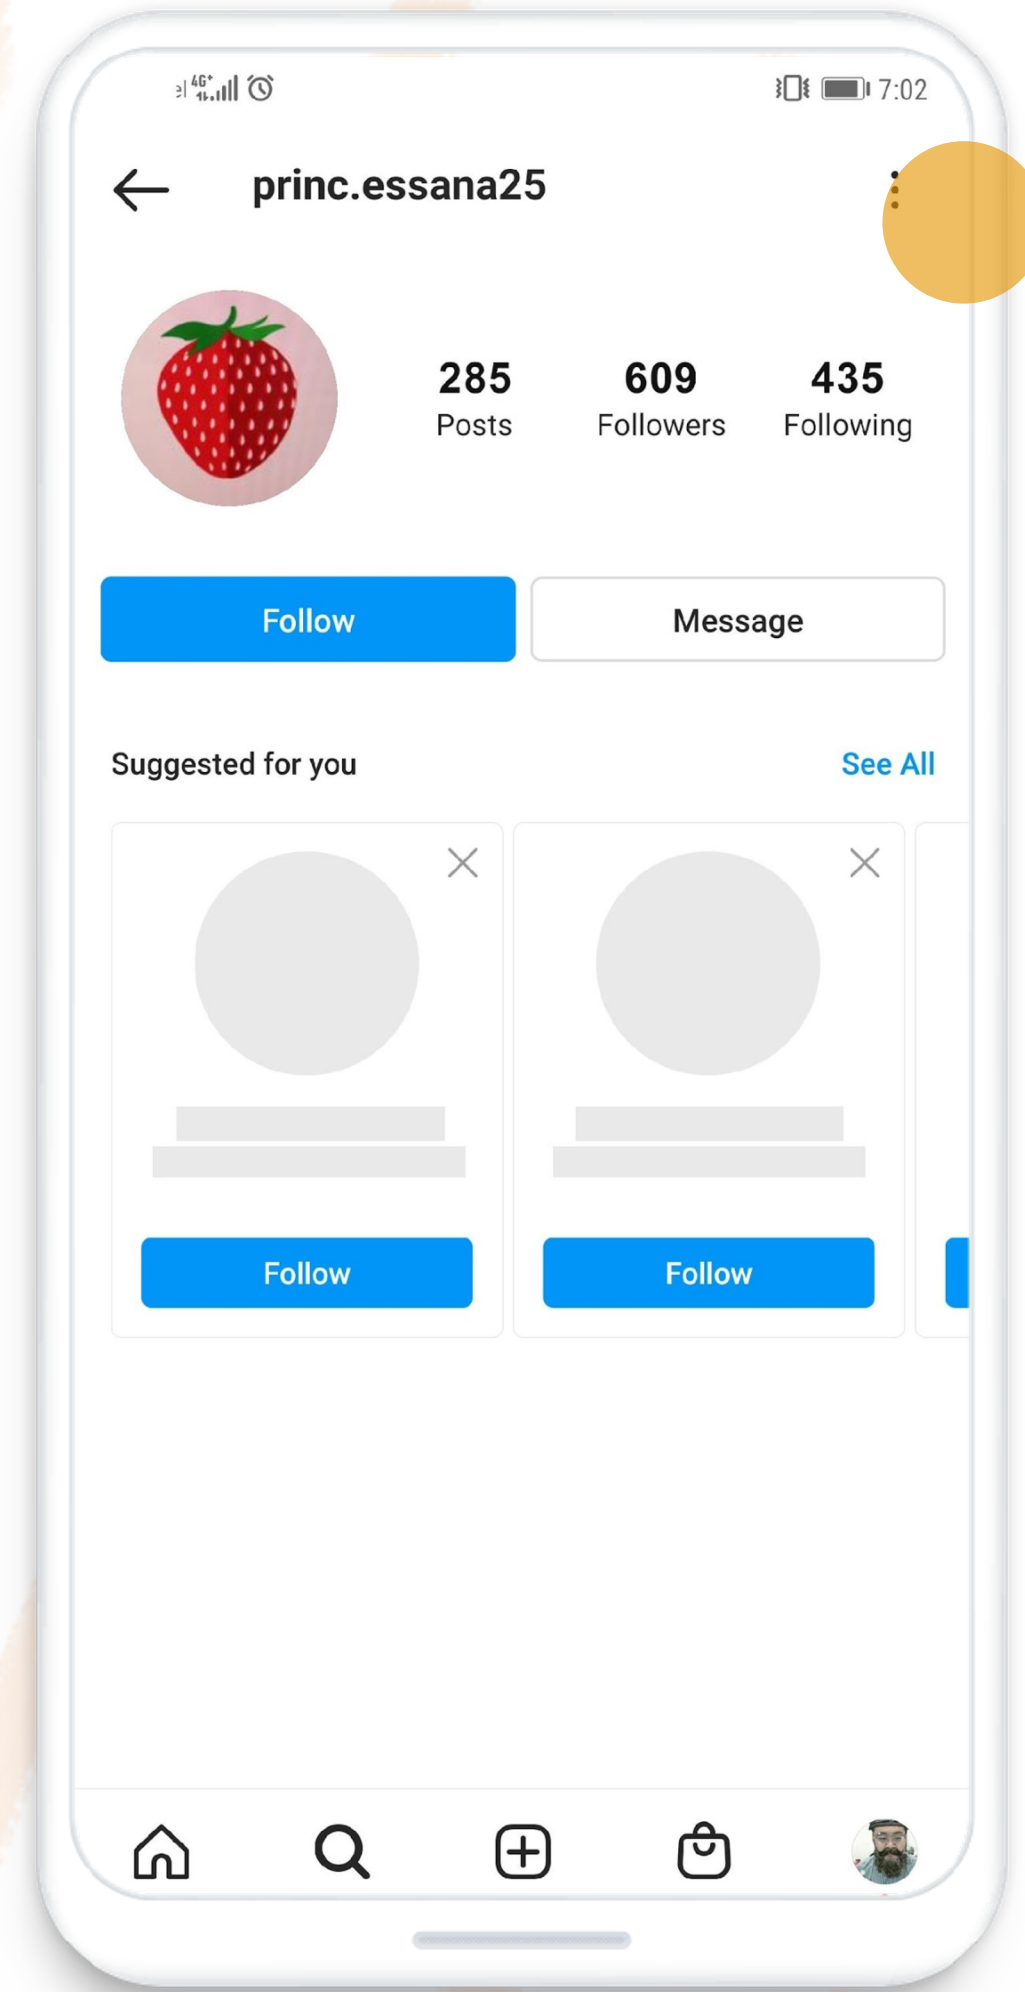 4G+ 7:02
princ.essana25
285 609 435
Posts Followers Following
Follow Message
Suggested for you See All
Follow Follow